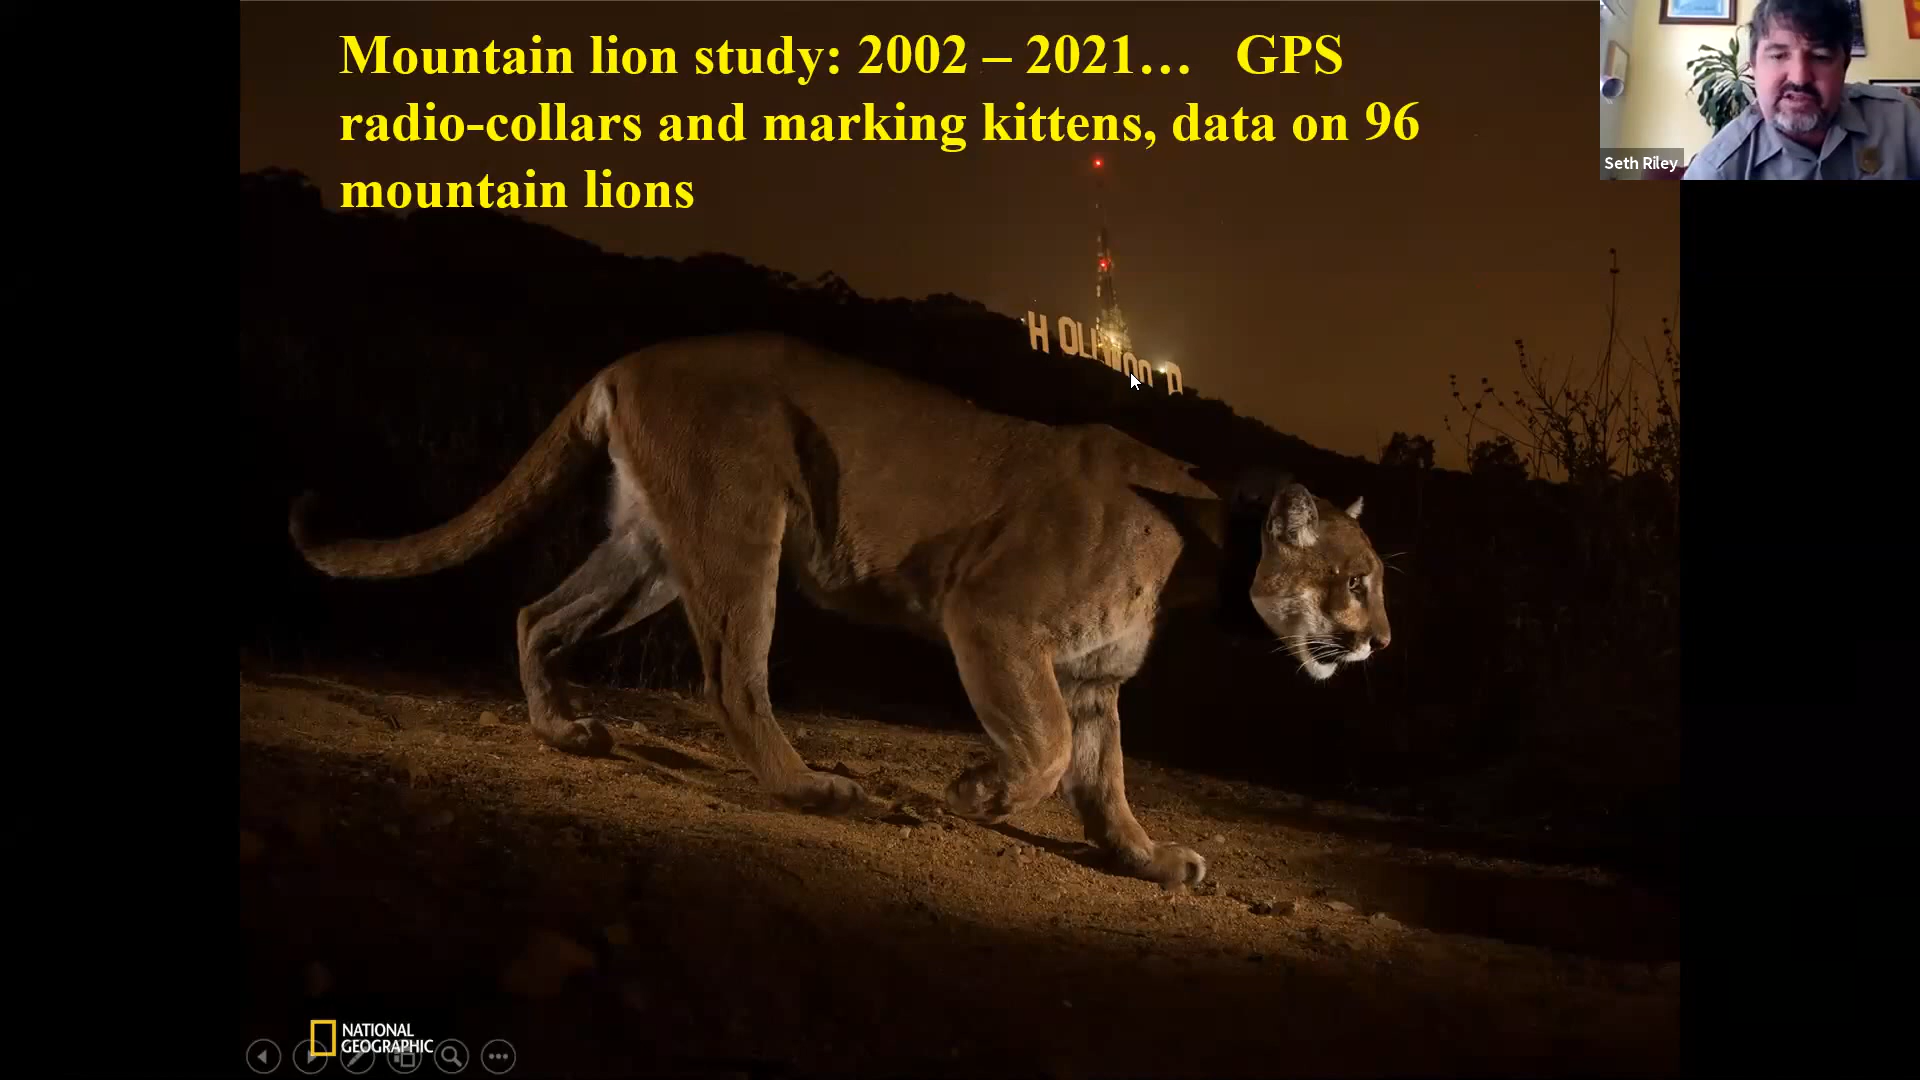 Mountain lion study: 2002 – 2021… GPS
radio-collars and marking kittens, data on 96
mountain lions
Seth Riley
HOLLYWOOD
NATIONAL
GEOGRAPHIC